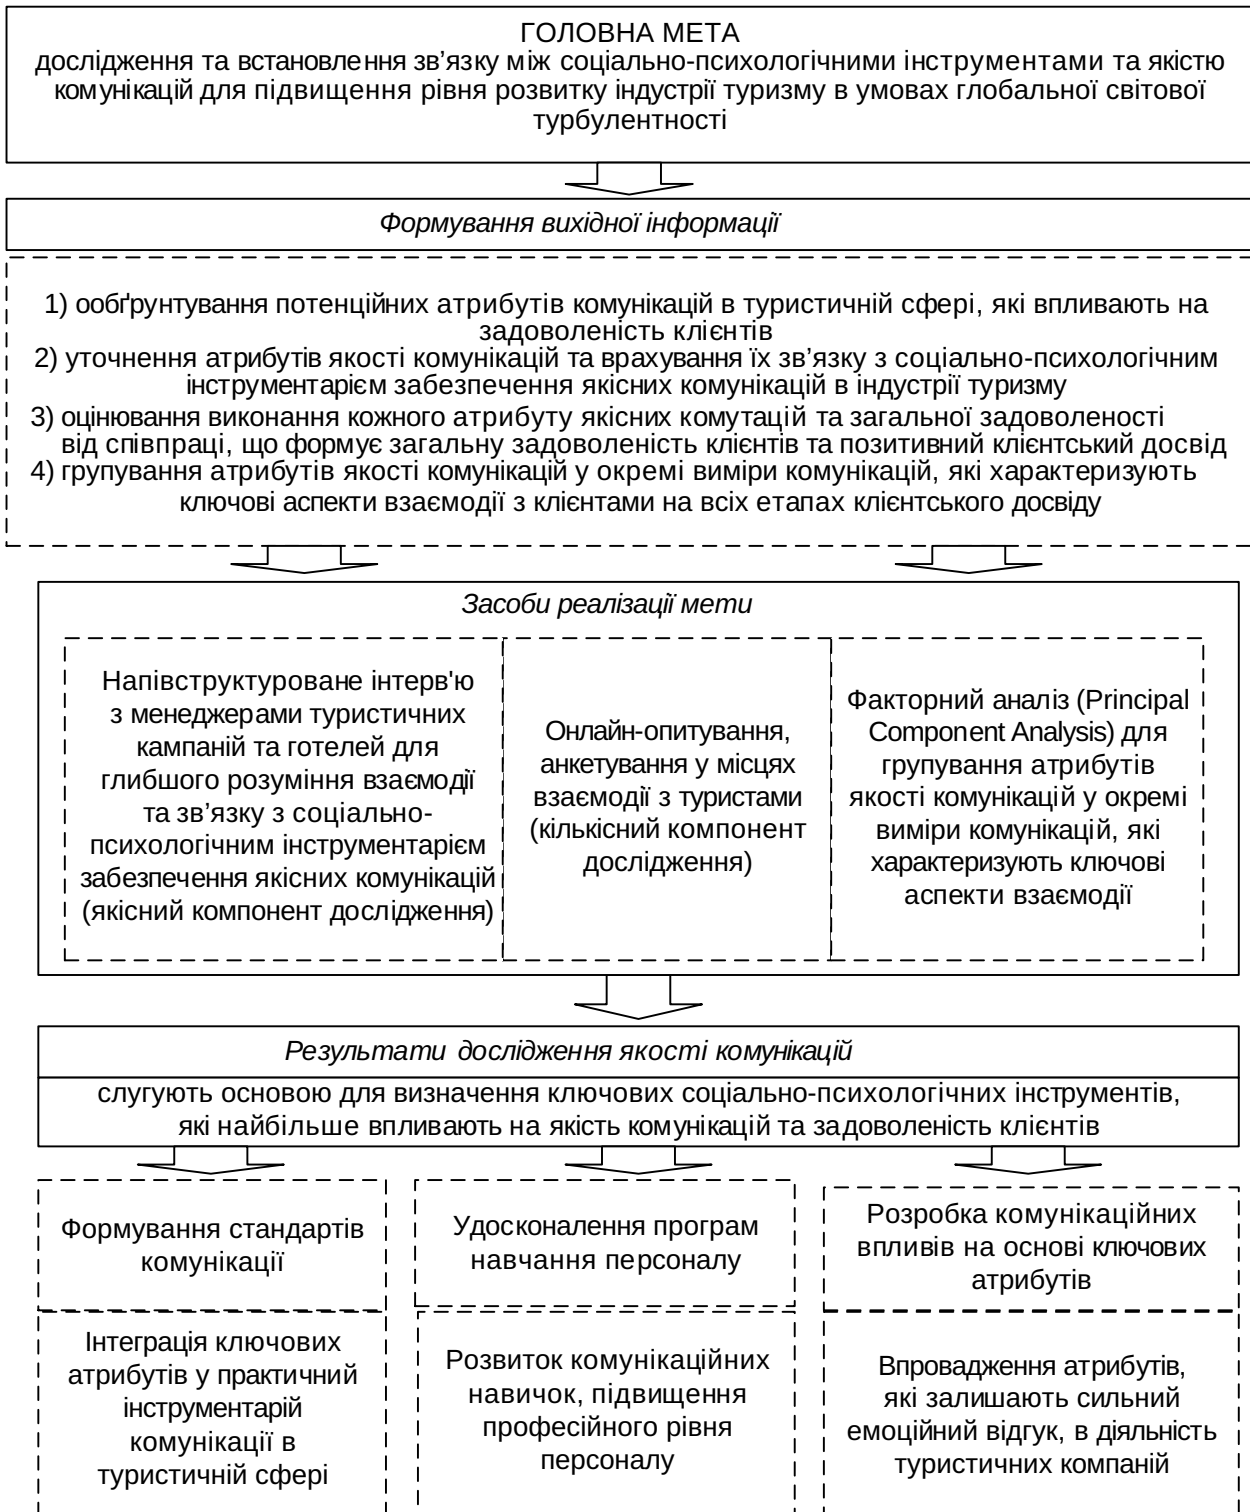 ГОЛОВНА МЕТА
дослідження та встановлення зв’язку між соціально-психологічними інструментами та якістю
комунікацій для підвищення рівня розвитку індустрії туризму в умовах глобальної світової
турбулентності
Формування вихідної інформації
1) ообґрунтування потенційних атрибутів комунікацій в туристичній сфері, які впливають на
задоволеність клієнтів
2) уточнення атрибутів якості комунікацій та врахування їх зв’язку з соціально-психологічним
інструментарієм забезпечення якісних комунікацій в індустрії туризму
3) оцінювання виконання кожного атрибуту якісних комутацій та загальної задоволеності
від співпраці, що формує загальну задоволеність клієнтів та позитивний клієнтський досвід
4) групування атрибутів якості комунікацій у окремі виміри комунікацій, які характеризують
ключові аспекти взаємодії з клієнтами на всіх етапах клієнтського досвіду
Засоби реалізації мети
Напівструктуроване інтерв'ю
з менеджерами туристичних
кампаній та готелей для
глибшого розуміння взаємодії
та зв’язку з соціально-
психологічним інструментарієм
забезпечення якісних комунікацій
(якісний компонент дослідження)
Онлайн-опитування,
анкетування у місцях
взаємодії з туристами
(кількісний компонент
дослідження)
Факторний аналіз (Principal
Component Analysis) для
групування атрибутів
якості комунікацій у окремі
виміри комунікацій, які
характеризують ключові
аспекти взаємодії
Результати дослідження якості комунікацій
слугують основою для визначення ключових соціально-психологічних інструментів,
які найбільше впливають на якість комунікацій та задоволеність клієнтів
Формування стандартів
комунікації
Удосконалення програм
навчання персоналу
Розробка комунікаційних
впливів на основі ключових
атрибутів
Інтеграція ключових
атрибутів у практичний
інструментарій
комунікації в
туристичній сфері
Розвиток комунікаційних
навичок, підвищення
професійного рівня
персоналу
Впровадження атрибутів,
які залишають сильний
емоційний відгук, в діяльність
туристичних компаній